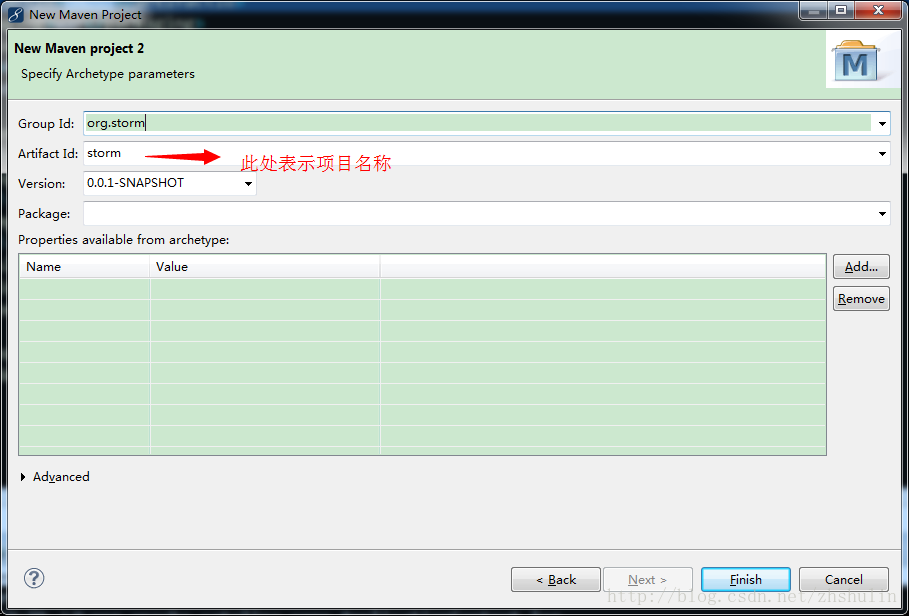 New Maven Project
New Maven project 2
Specify Archetype parameters
M
Group Id: org.storm
Artifact Id: storm
此处表示项目名称
Version: 0.0.1-SNAPSHOT
Package:
Properties available from archetype:
Name Value
Add...
Remove
Advanced
? < Back Next > Finish Cancel
http://blog.csdn.net/zhshulin